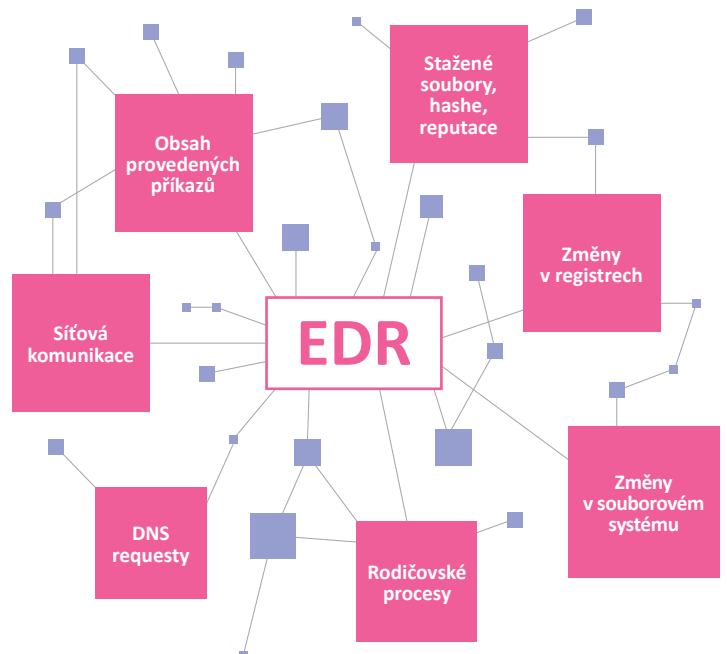 Stažené
soubory,
hashe,
reputace
Obsah
provedených
příkazů
Změny
v registrech
Síťová
komunikace
EDR
Změny
v souborovém
systému
DNS
requesty
Rodičovské
procesy